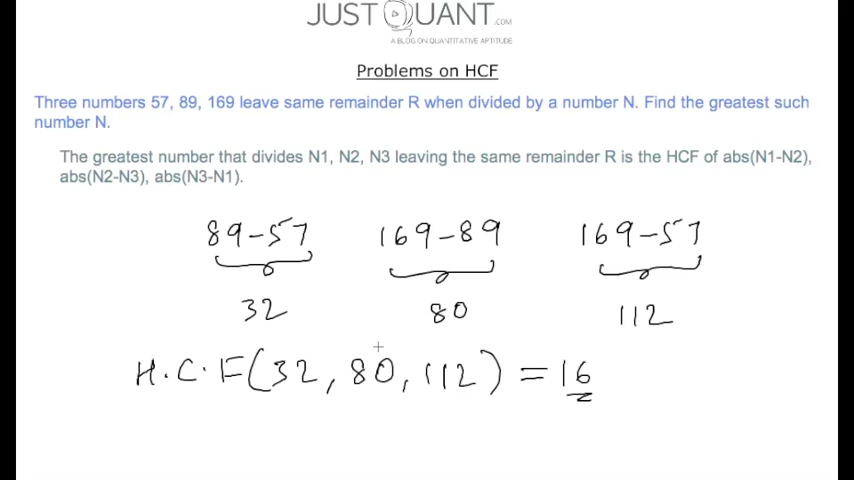 JUST QUANT.COM
A BLOG ON QUANTITATIVE APTITUDE
Problems on HCF
Three numbers 57, 89, 169 leave same remainder R when divided by a number N. Find the greatest such
number N.
The greatest number that divides N1, N2, N3 leaving the same remainder R is the HCF of abs(N1-N2),
abs(N2-N3), abs(N3-N1).
89-57 169-89 169-57
32 80 112
H.C.F(32, 80, 112) = 16